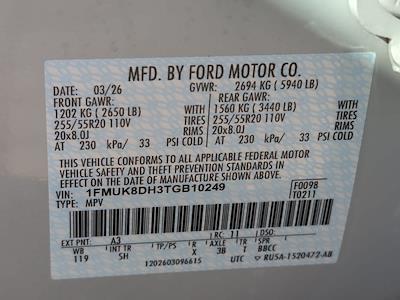 MFD. BY FORD MOTOR CO.
DATE: 03/26 GVWR: 2694 KG ( 5940 LB)
FRONT GAWR: REAR GAWR:
1202 KG ( 2650 LB) WITH 1560 KG ( 3440 LB) WITH
255/55R20 110V TIRES 255/55R20 110V TIRES
20x8.0J RIMS 20x8.0J RIMS
AT 230 kPa/ 33 PSI COLD AT 230 kPa/ 33 PSI COLD
THIS VEHICLE CONFORMS TO ALL APPLICABLE FEDERAL MOTOR
VEHICLE SAFETY AND THEFT PREVENTION STANDARDS IN EFFECT
ON THE DATE OF MANUFACTURE SHOWN ABOVE.
VIN: 1FMUK8DH3TGB10249 F0098
TYPE: MPV T0211
EXT PNT: A3 RC: 11 DSO:
WB INT TR TP/PS R AXLE TR SPR BBCC
119 SH X 3B T
1202603096615 UTC RU5A-1520472-AB